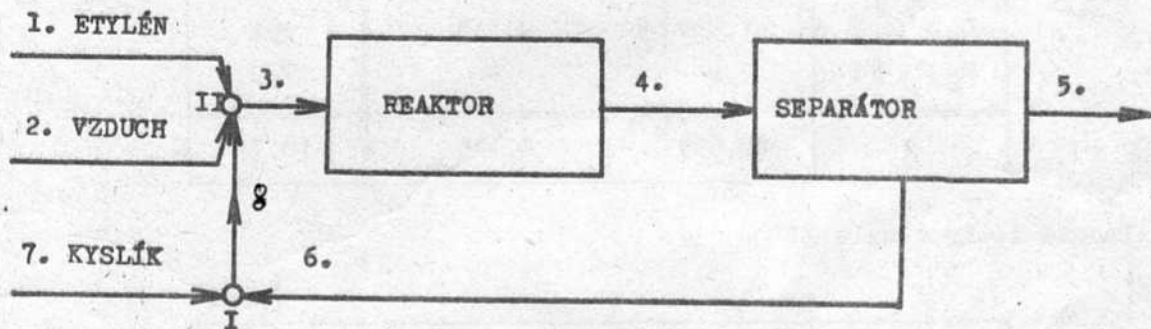 1. ETYLÉN
3.
4.
5.
II
REAKTOR
SEPARÁTOR
2. VZDUCH
8
7. KYSLÍK
6.
I